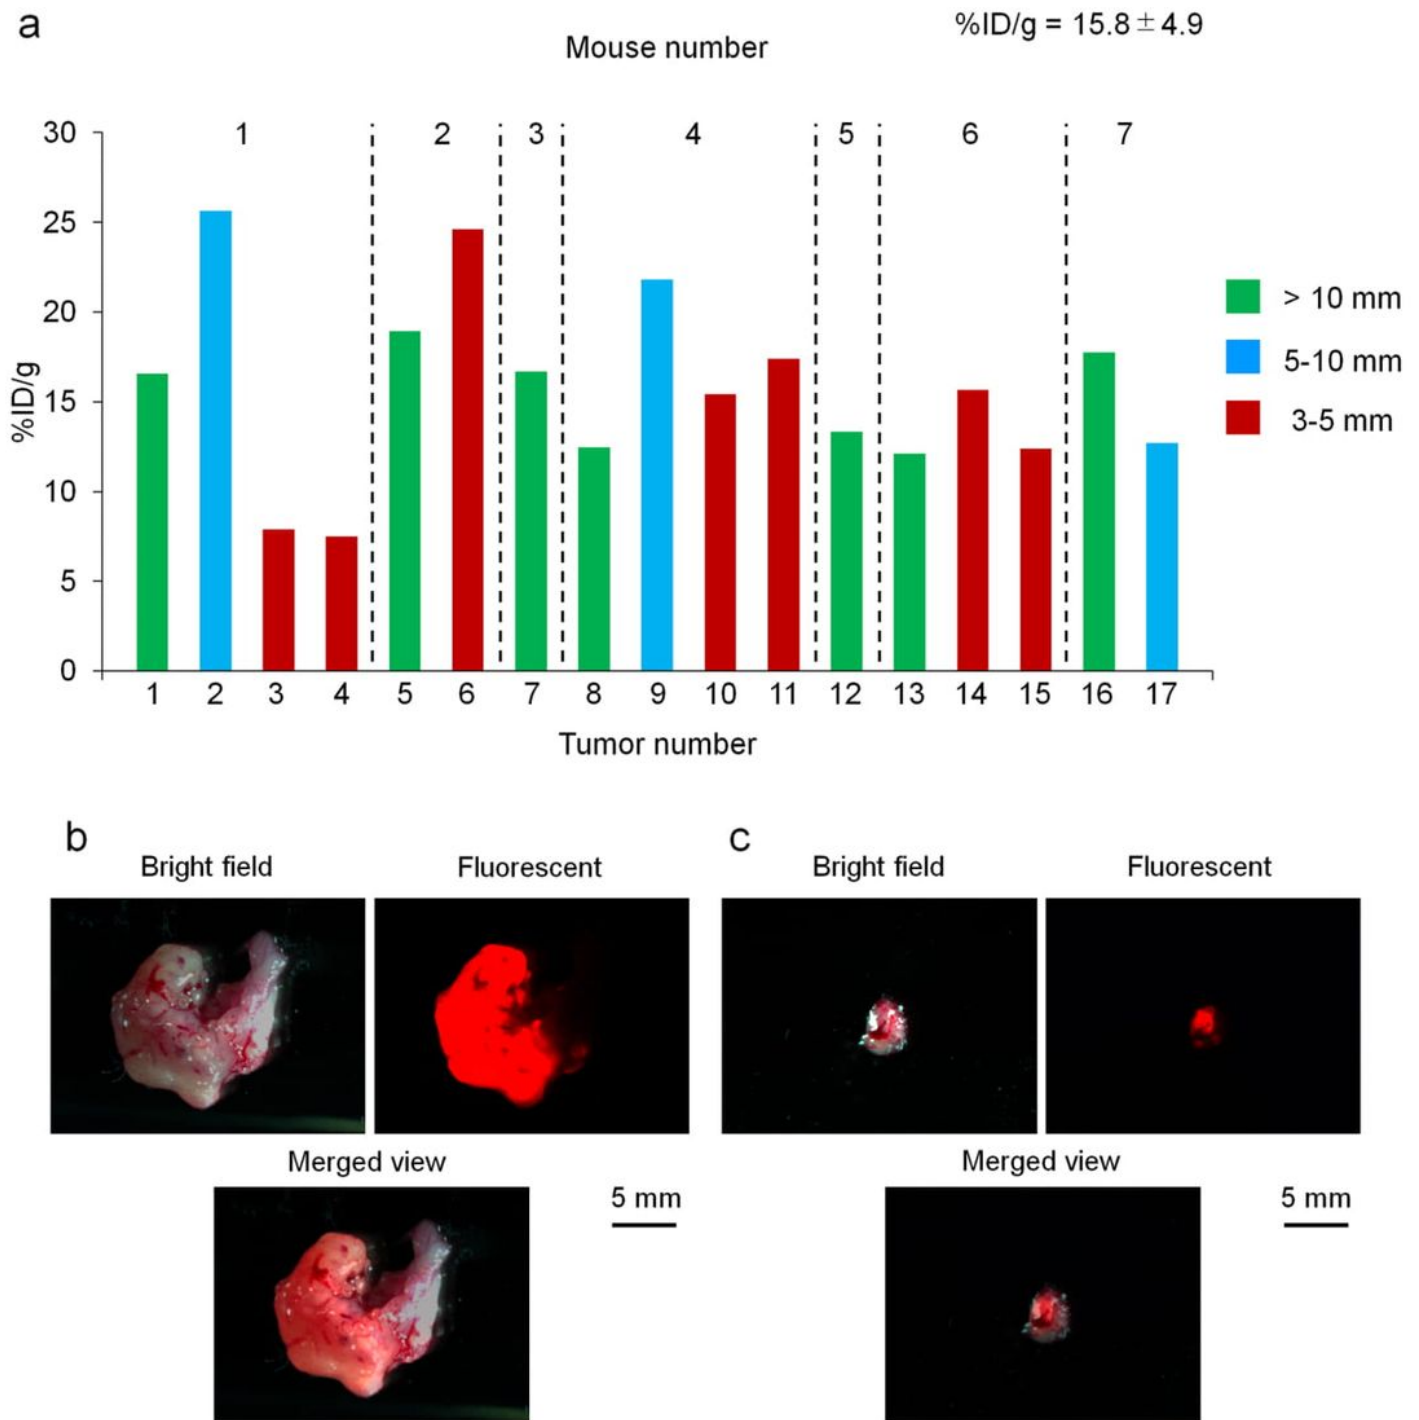 a
%ID/g = 15.8 ± 4.9
Mouse number
1 2 3 4 5 6 7
30
25
20
15
10
5
0
%ID/g
> 10 mm
5-10 mm
3-5 mm
1 2 3 4 5 6 7 8 9 10 11 12 13 14 15 16 17
Tumor number
b
Bright field Fluorescent
Merged view
5 mm
c
Bright field Fluorescent
Merged view
5 mm